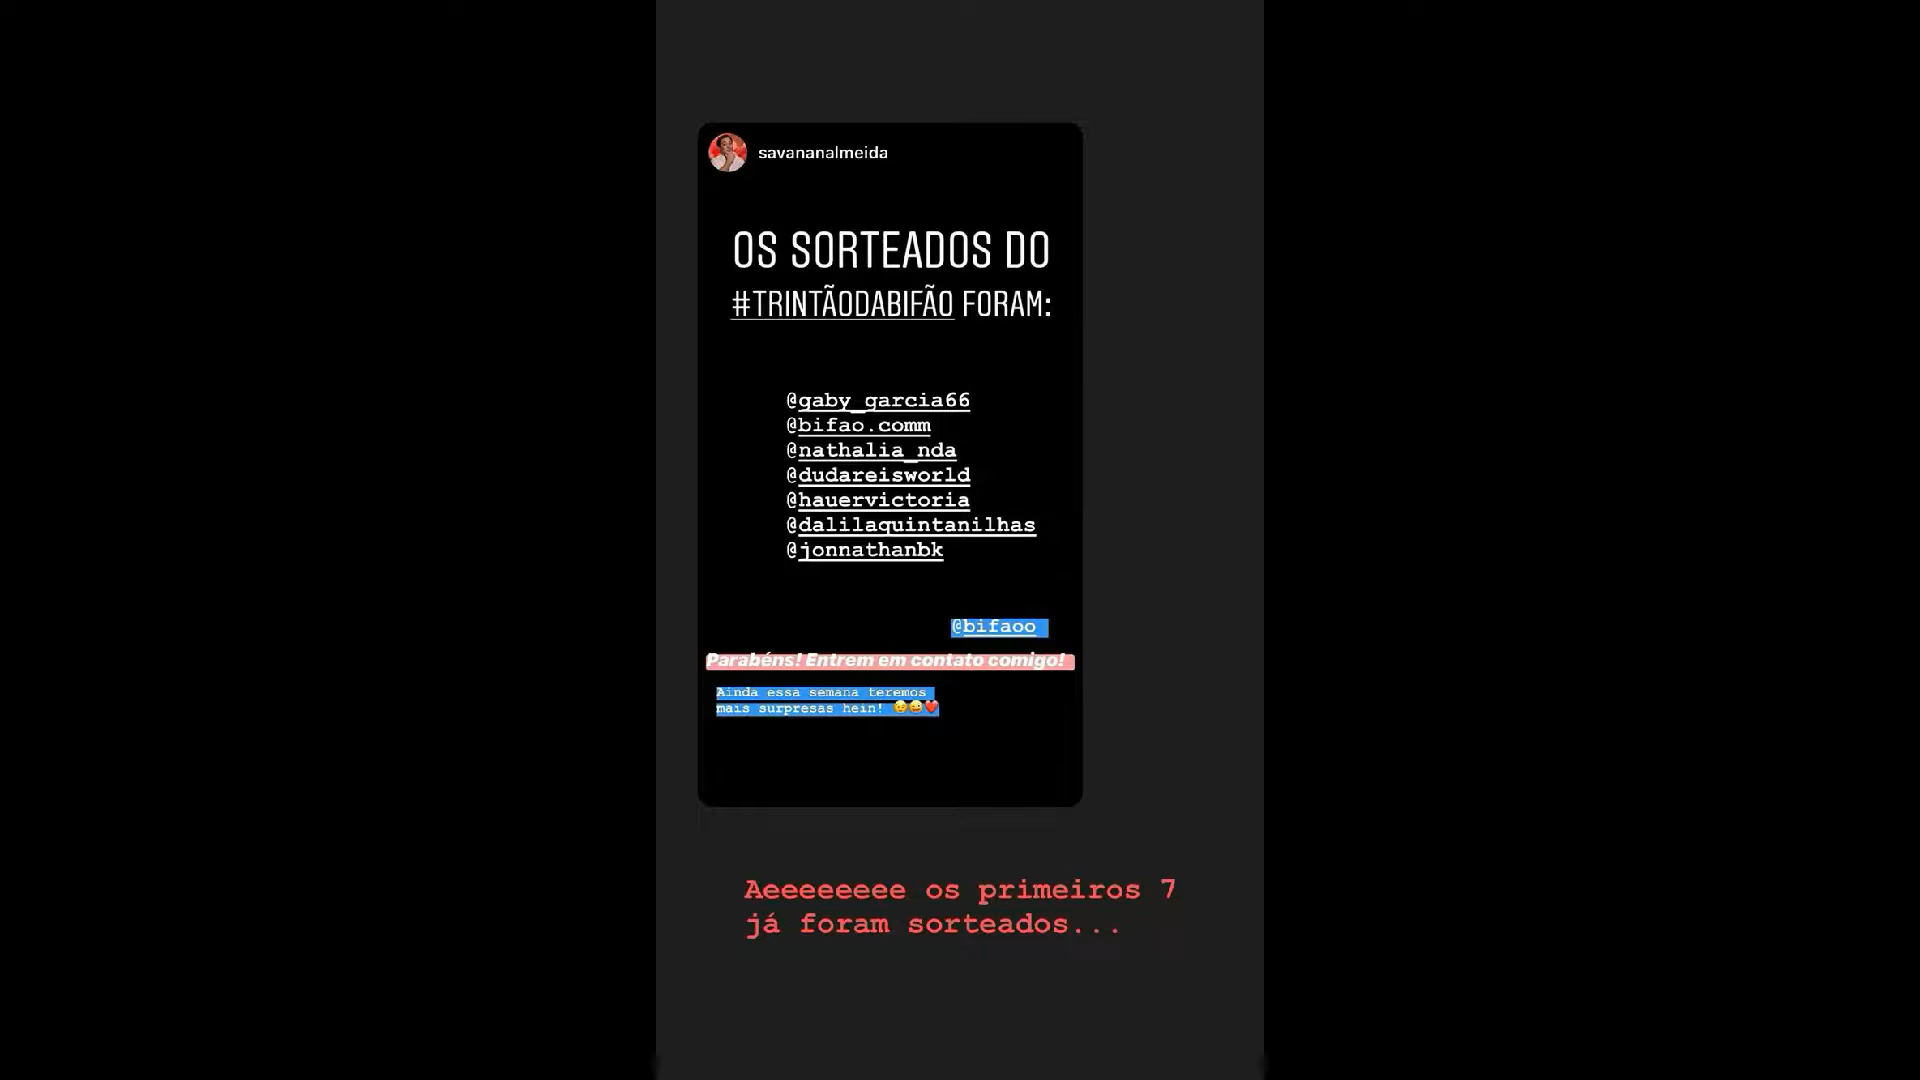 savananalmeida
OS SORTEADOS DO
#TRINTÃODABIFÃO FORAM:
@gaby_garcia66
@bifao.comm
@nathalia_nda
@dudareisworld
@hauervictoria
@dalilaquintanilhas
@jonnathanbk
@bifaoo
Parabéns! Entrem em contato comigo!
Ainda essa semana teremos
mais surpresas hein! 😉🤪❤️
Aeeeeeeee os primeiros 7
já foram sorteados...